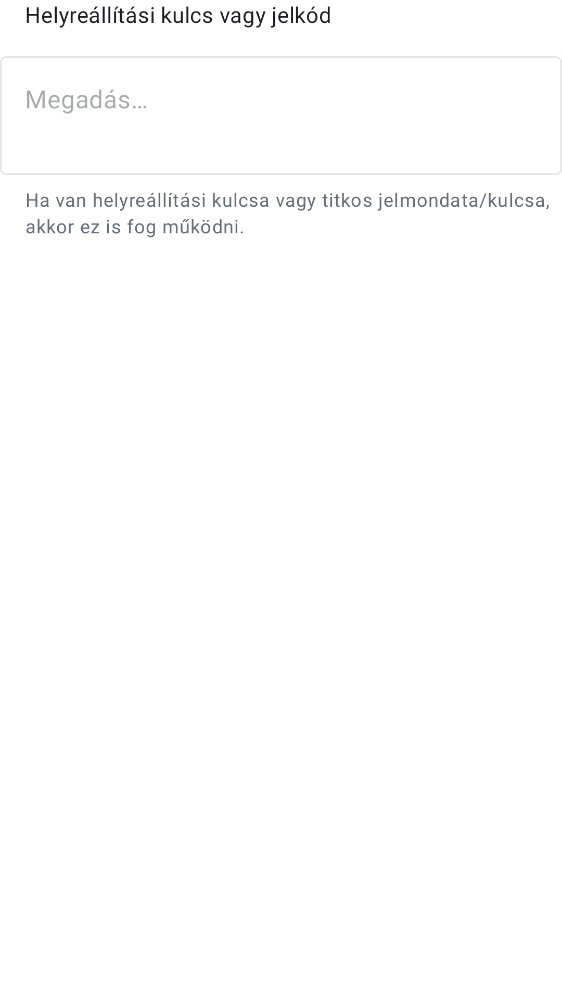 Helyreállítási kulcs vagy jelkód
Megadás…
Ha van helyreállítási kulcsa vagy titkos jelmondata/kulcsa,
akkor ez is fog működni.